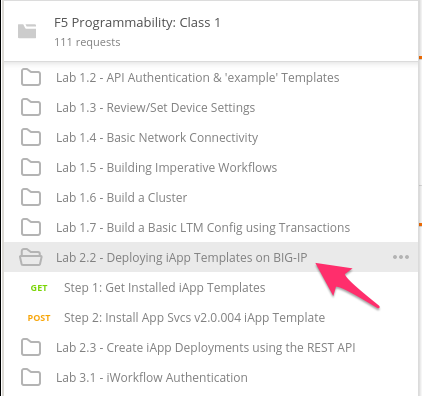 F5 Programmability: Class 1
111 requests
Lab 1.2 - API Authentication & 'example' Templates
Lab 1.3 - Review/Set Device Settings
Lab 1.4 - Basic Network Connectivity
Lab 1.5 - Building Imperative Workflows
Lab 1.6 - Build a Cluster
Lab 1.7 - Build a Basic LTM Config using Transactions
Lab 2.2 - Deploying iApp Templates on BIG-IP
GET Step 1: Get Installed iApp Templates
POST Step 2: Install App Svcs v2.0.004 iApp Template
Lab 2.3 - Create iApp Deployments using the REST API
Lab 3.1 - iWorkflow Authentication